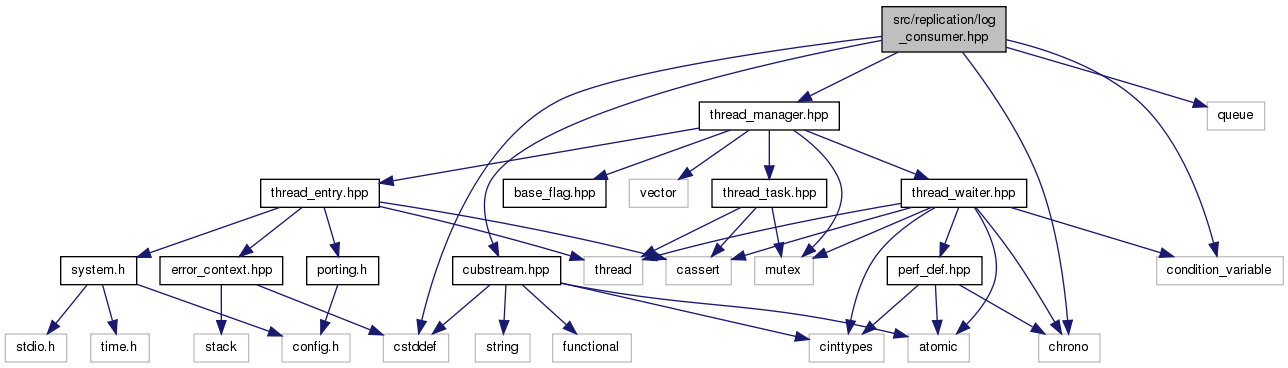 src/replication/log
_consumer.hpp
thread_manager.hpp
queue
thread_entry.hpp
base_flag.hpp
vector
thread_task.hpp
thread_waiter.hpp
system.h
error_context.hpp
porting.h
cubstream.hpp
thread
cassert
mutex
perf_def.hpp
condition_variable
stdio.h
time.h
stack
config.h
cstddef
string
functional
cinttypes
atomic
chrono